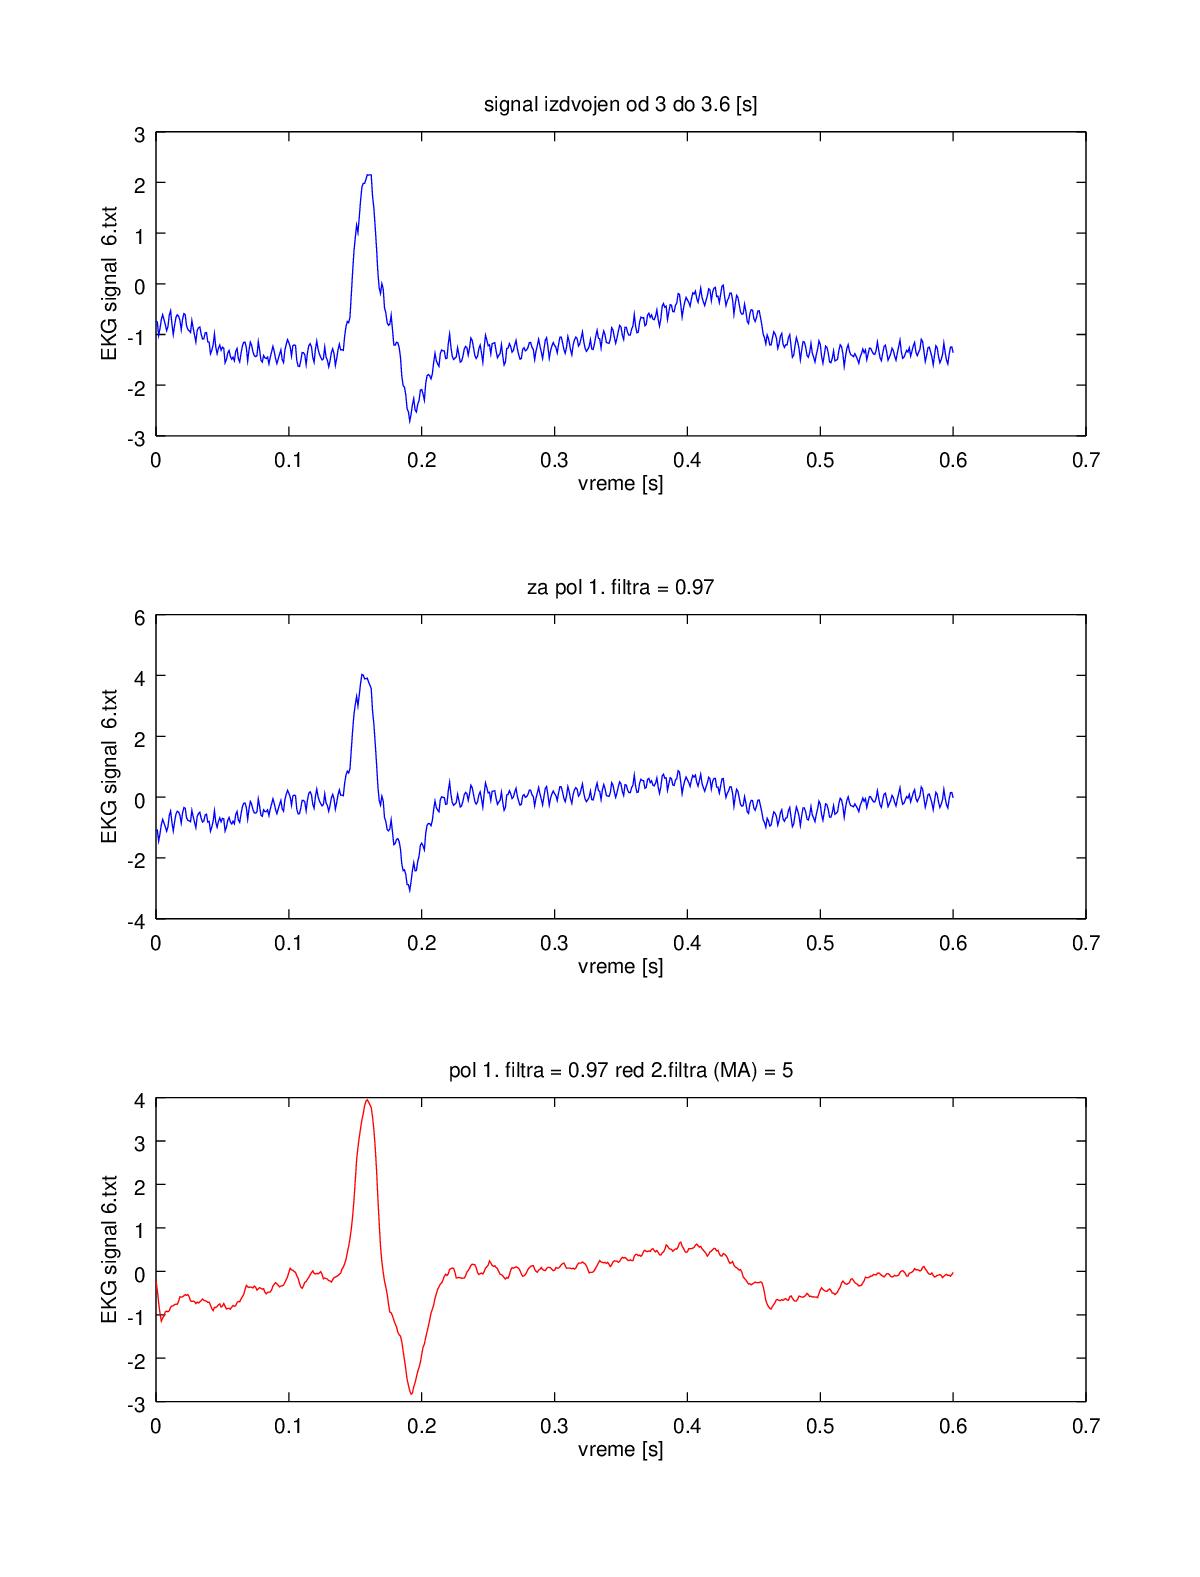 signal izdvojen od 3 do 3.6 [s]
3
2
1
0
-1
-2
-3
EKG signal  6.txt
0 0.1 0.2 0.3 0.4 0.5 0.6 0.7
vreme [s]
za pol 1. filtra = 0.97
6
4
2
0
-2
-4
EKG signal  6.txt
0 0.1 0.2 0.3 0.4 0.5 0.6 0.7
vreme [s]
pol 1. filtra = 0.97 red 2.filtra (MA) = 5
4
3
2
1
0
-1
-2
-3
EKG signal 6.txt
0 0.1 0.2 0.3 0.4 0.5 0.6 0.7
vreme [s]